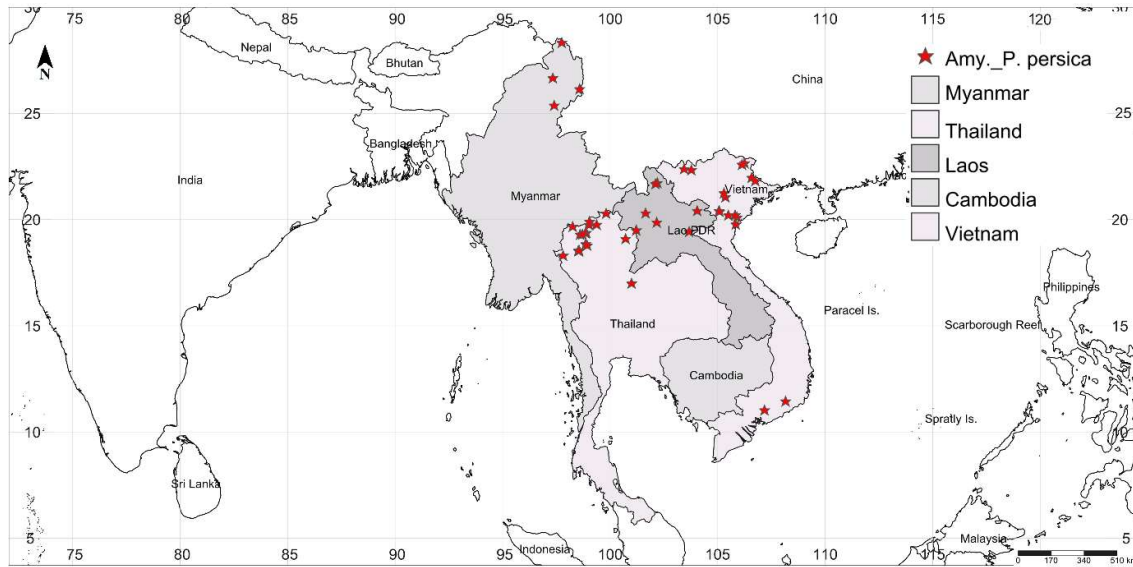 30 75 80 85 90 95 100 105 110 115 120 30
N
Nepal
Bhutan
China
Amy._P. persica
Myanmar
Thailand
Laos
Cambodia
Vietnam
25
Bangladesh
India
Myanmar
Vietnam
20
Lao PDR
Philippines
Paracel Is.
Scarborough Reef
15
Thailand
Cambodia
Spratly Is.
10 10
Sri Lanka
5 5
Indonesia
Malaysia
75 80 85 90 95 100 105 110 115 120
0 170 340 510 km